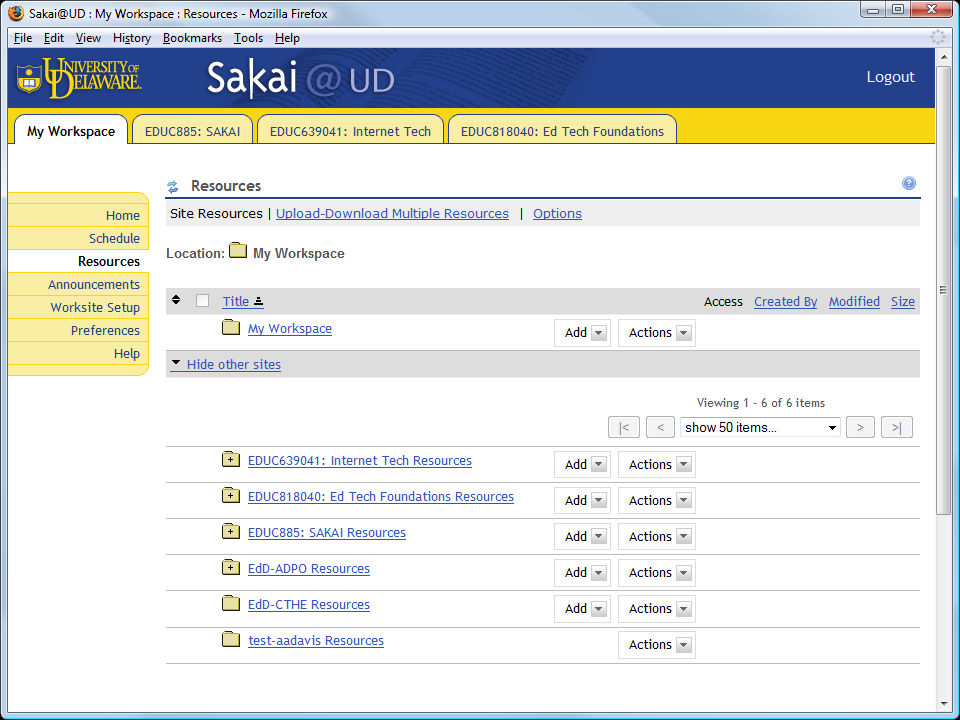 Sakai@UD : My Workspace : Resources - Mozilla Firefox
File Edit View History Bookmarks Tools Help
UNIVERSITY OF DELAWARE.
Sakai @ UD
Logout
My Workspace EDUC885: SAKAI EDUC639041: Internet Tech EDUC818040: Ed Tech Foundations
Resources ?
Home
Schedule
Resources
Announcements
Worksite Setup
Preferences
Help
Site Resources | Upload-Download Multiple Resources | Options
Location: My Workspace
Title Access Created By Modified Size
My Workspace Add Actions
Hide other sites
Viewing 1 - 6 of 6 items
|< < show 50 items... > >|
EDUC639041: Internet Tech Resources Add Actions
EDUC818040: Ed Tech Foundations Resources Add Actions
EDUC885: SAKAI Resources Add Actions
EdD-ADPO Resources Add Actions
EdD-CTHE Resources Add Actions
test-aadavis Resources Actions